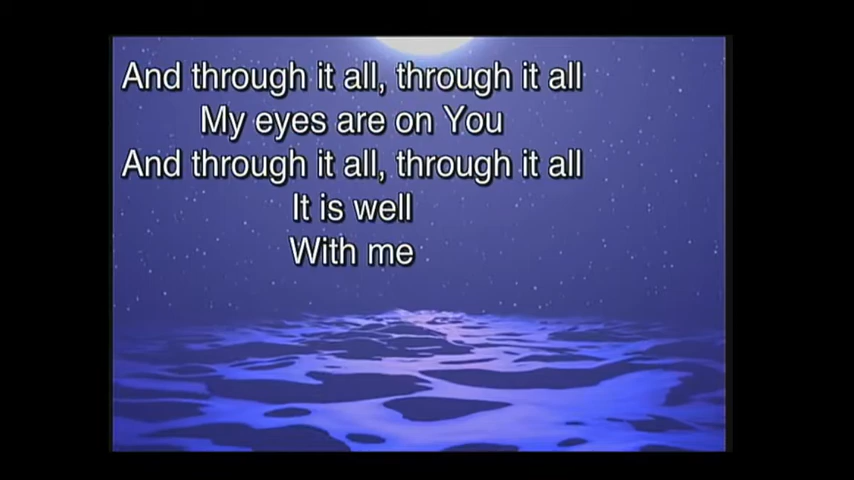 And through it all, through it all
My eyes are on You
And through it all, through it all
It is well
With me